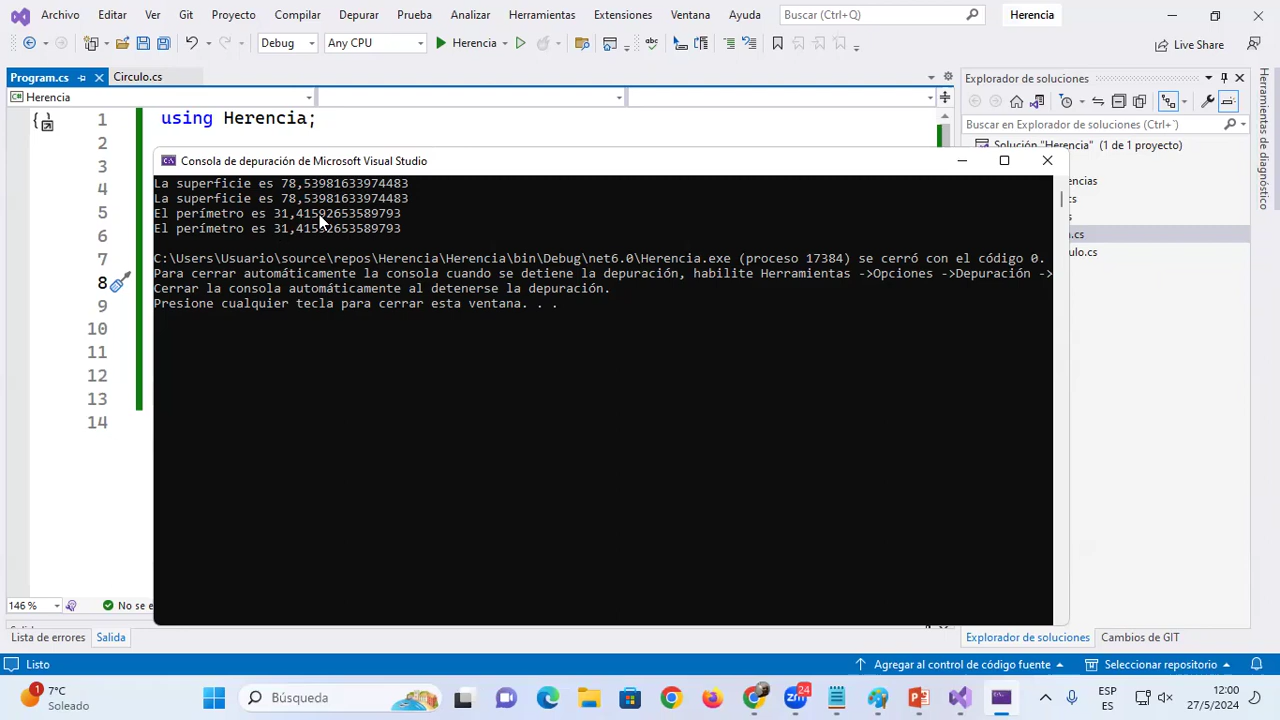 Archivo Editar Ver Git Proyecto Compilar Depurar Prueba Analizar Herramientas Extensiones Ventana Ayuda Buscar (Ctrl+Q) Herencia
Debug Any CPU Herencia Live Share
Program.cs Circulo.cs Explorador de soluciones
Herencia
Buscar en Explorador de soluciones (Ctrl+´)
Solución "Herencia" (1 de 1 proyecto)
1 using Herencia;
2
3
4
5
6
7
8
9
10
11
12
13
14
Consola de depuración de Microsoft Visual Studio
La superficie es 78,53981633974483
La superficie es 78,53981633974483
El perímetro es 31,41592653589793
El perímetro es 31,41592653589793
C:\Users\Usuario\source\repos\Herencia\Herencia\bin\Debug\net6.0\Herencia.exe (proceso 17384) se cerró con el código 0.
Para cerrar automáticamente la consola cuando se detiene la depuración, habilite Herramientas ->Opciones ->Depuración ->
Cerrar la consola automáticamente al detenerse la depuración.
Presione cualquier tecla para cerrar esta ventana. . .
Herramientas de diagnóstico
146 % No se e
Lista de errores Salida Explorador de soluciones Cambios de GIT
Listo Agregar al control de código fuente Seleccionar repositorio
1 7°C Soleado Búsqueda 24 ESP ES 12:00 27/5/2024